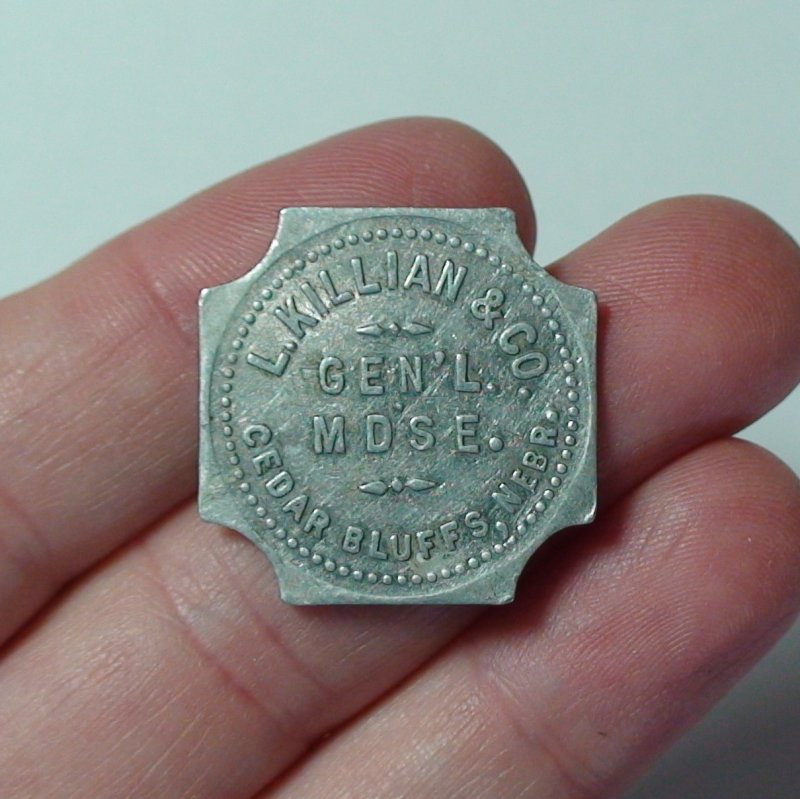 L. KILLIAN & CO.
GEN'L.
MDSE.
CEDAR BLUFFS, NEBR.